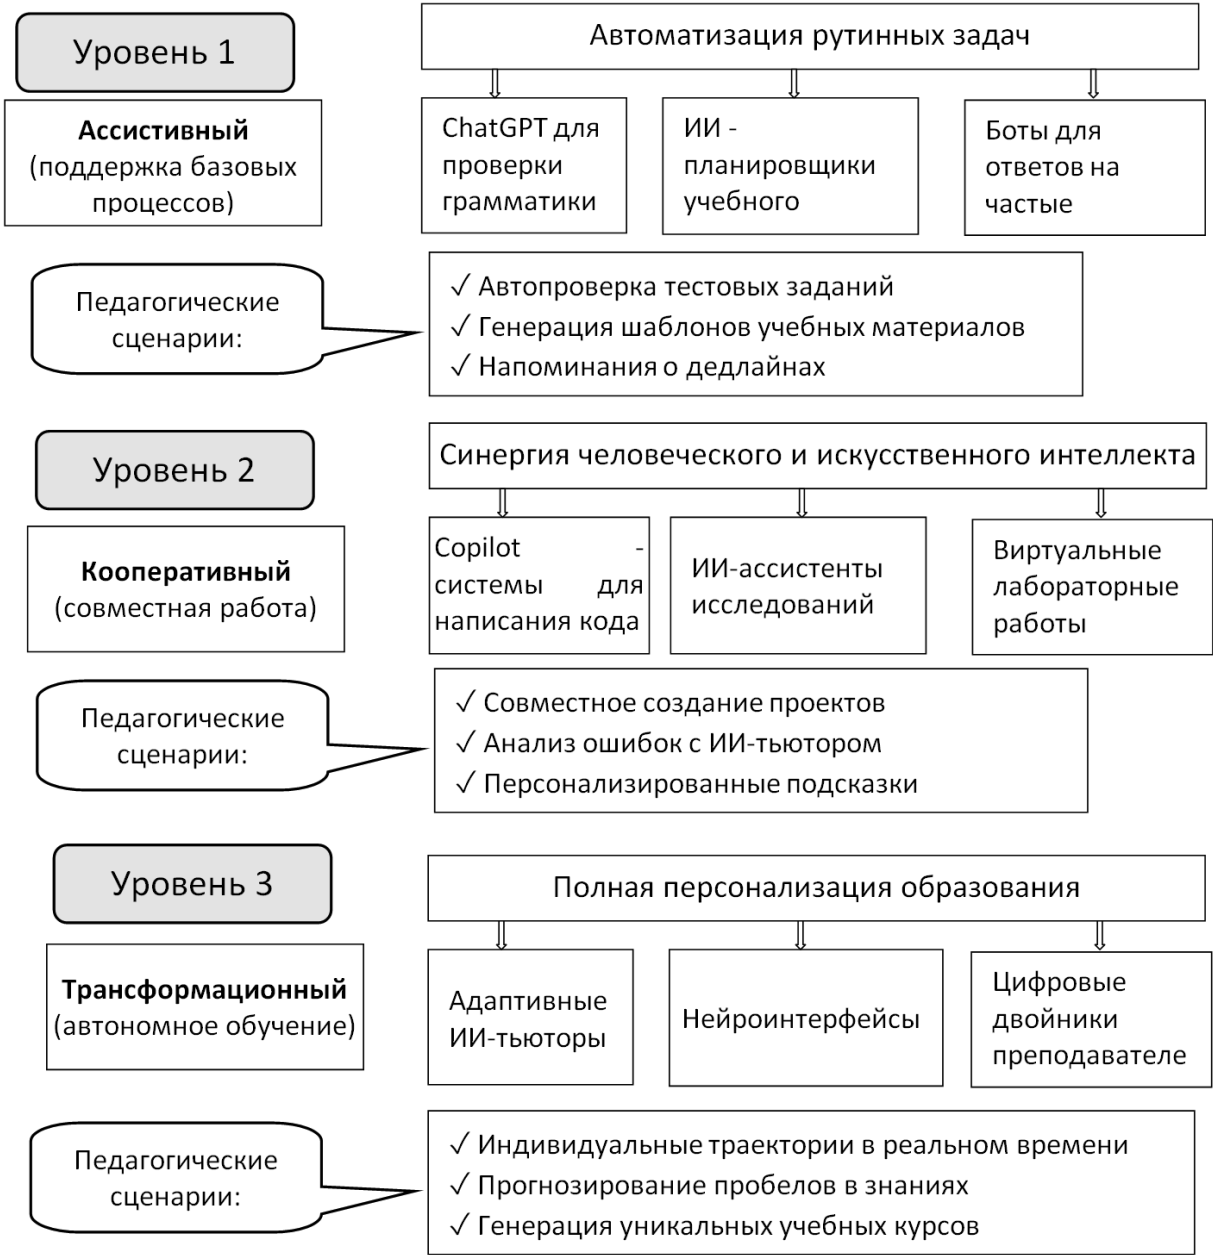 Уровень 1
Автоматизация рутинных задач
Ассистивный
(поддержка базовых
процессов)
ChatGPT для
проверки
грамматики
ИИ -
планировщики
учебного
Боты для
ответов на
частые
Педагогические
сценарии:
✓ Автопроверка тестовых заданий
✓ Генерация шаблонов учебных материалов
✓ Напоминания о дедлайнах
Уровень 2
Синергия человеческого и искусственного интеллекта
Кооперативный
(совместная работа)
Copilot -
системы для
написания кода
ИИ-ассистенты
исследований
Виртуальные
лабораторные
работы
Педагогические
сценарии:
✓ Совместное создание проектов
✓ Анализ ошибок с ИИ-тьютором
✓ Персонализированные подсказки
Уровень 3
Полная персонализация образования
Трансформационный
(автономное обучение)
Адаптивные
ИИ-тьюторы
Нейроинтерфейсы
Цифровые
двойники
преподавателе
Педагогические
сценарии:
✓ Индивидуальные траектории в реальном времени
✓ Прогнозирование пробелов в знаниях
✓ Генерация уникальных учебных курсов